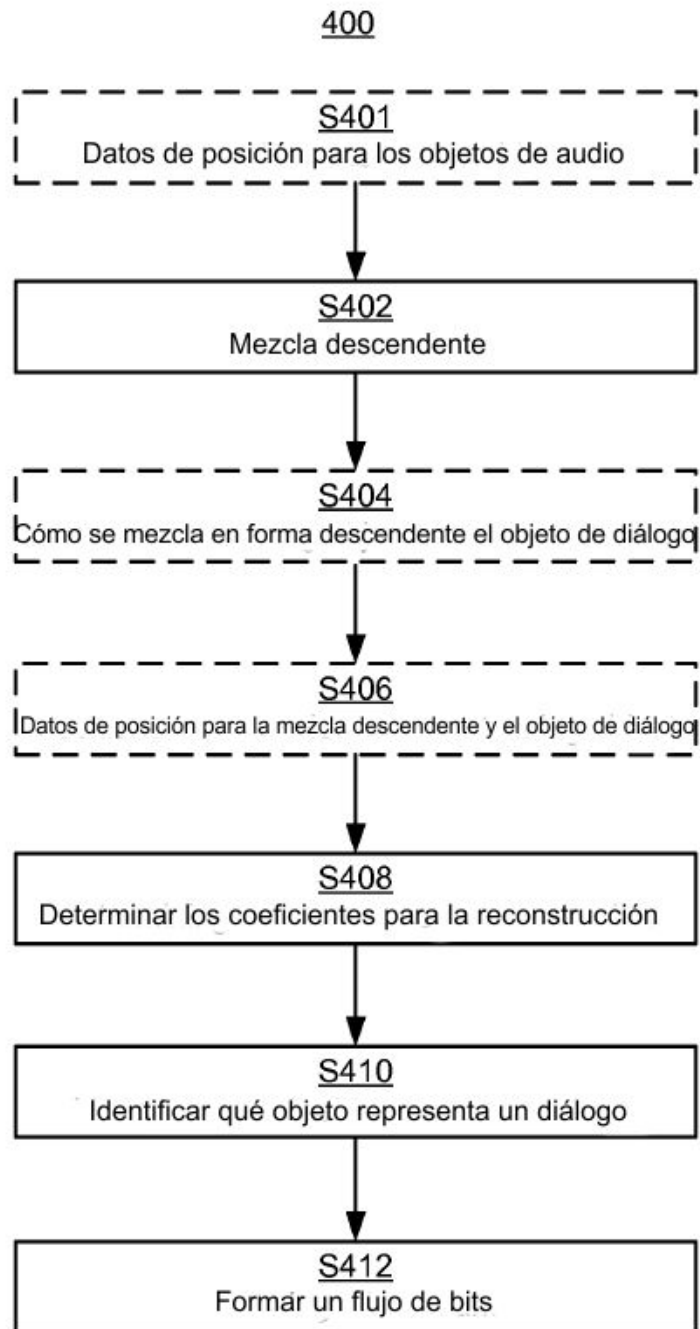 400
S401
Datos de posición para los objetos de audio
S402
Mezcla descendente
S404
Cómo se mezcla en forma descendente el objeto de diálogo
S406
Datos de posición para la mezcla descendente y el objeto de diálogo
S408
Determinar los coeficientes para la reconstrucción
S410
Identificar qué objeto representa un diálogo
S412
Formar un flujo de bits